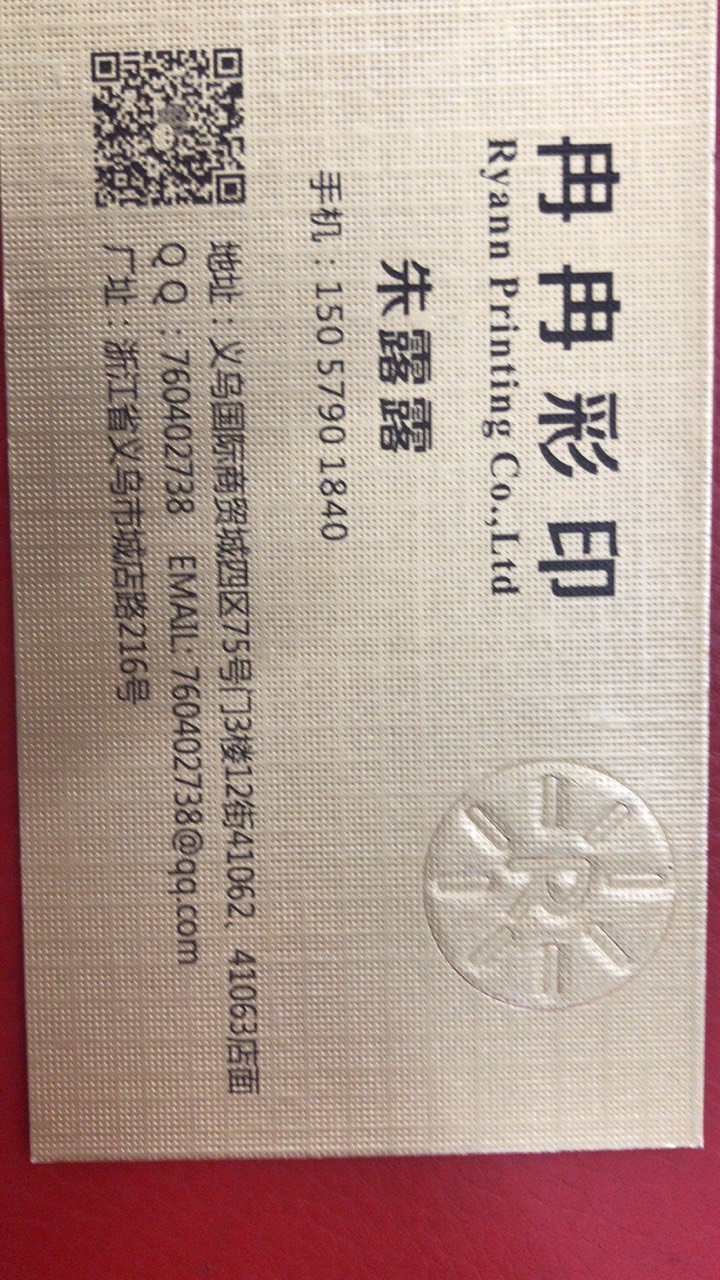 冉冉彩印
Ryann Printing Co.,Ltd
朱露露
手机：150 5790 1840
地址：义乌国际商贸城四区75号门3楼12街41062、41063店面
QQ：760402738 EMAIL: 760402738@qq.com
厂址：浙江省义乌市城店路216号
R